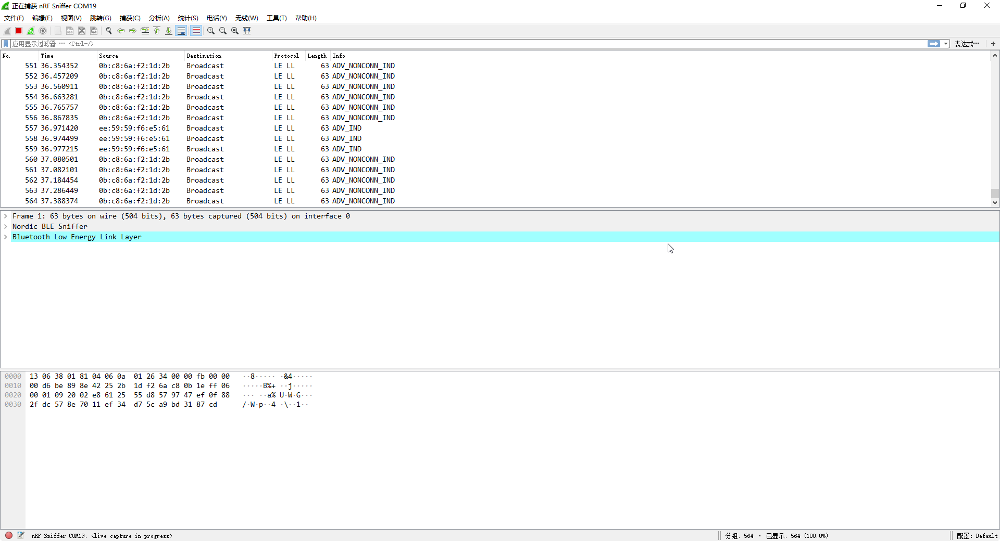 正在捕获 nRF Sniffer COM19
文件(F) 编辑(E) 视图(V) 跳转(G) 捕获(C) 分析(A) 统计(S) 电话(Y) 无线(W) 工具(T) 帮助(H)
应用显示过滤器 … <Ctrl-/> 表达式… +
No. Time Source Destination Protocol Length Info
551 36.354352 0b:c8:6a:f2:1d:2b Broadcast LE LL 63 ADV_NONCONN_IND
552 36.457209 0b:c8:6a:f2:1d:2b Broadcast LE LL 63 ADV_NONCONN_IND
553 36.560911 0b:c8:6a:f2:1d:2b Broadcast LE LL 63 ADV_NONCONN_IND
554 36.663281 0b:c8:6a:f2:1d:2b Broadcast LE LL 63 ADV_NONCONN_IND
555 36.765757 0b:c8:6a:f2:1d:2b Broadcast LE LL 63 ADV_NONCONN_IND
556 36.867835 0b:c8:6a:f2:1d:2b Broadcast LE LL 63 ADV_NONCONN_IND
557 36.971420 ee:59:59:f6:e5:61 Broadcast LE LL 63 ADV_IND
558 36.974499 ee:59:59:f6:e5:61 Broadcast LE LL 63 ADV_IND
559 36.977215 ee:59:59:f6:e5:61 Broadcast LE LL 63 ADV_IND
560 37.080501 0b:c8:6a:f2:1d:2b Broadcast LE LL 63 ADV_NONCONN_IND
561 37.082101 0b:c8:6a:f2:1d:2b Broadcast LE LL 63 ADV_NONCONN_IND
562 37.184454 0b:c8:6a:f2:1d:2b Broadcast LE LL 63 ADV_NONCONN_IND
563 37.286449 0b:c8:6a:f2:1d:2b Broadcast LE LL 63 ADV_NONCONN_IND
564 37.388374 0b:c8:6a:f2:1d:2b Broadcast LE LL 63 ADV_NONCONN_IND
Frame 1: 63 bytes on wire (504 bits), 63 bytes captured (504 bits) on interface 0
Nordic BLE Sniffer
Bluetooth Low Energy Link Layer
0000 13 06 38 01 81 04 06 0a 01 26 34 00 00 fb 00 00 ··8····· ·&4·····
0010 00 d6 be 89 8e 42 25 2b 1d f2 6a c8 0b 1e ff 06 ·····B%+ ··j·····
0020 00 01 09 20 02 e8 61 25 55 d8 57 97 47 ef 0f 88 ··· ··a% U·W·G···
0030 2f dc 57 8e 70 11 ef 34 d7 5c a9 bd 31 87 cd /·W·p··4 ·\··1··
nRF Sniffer COM19: <live capture in progress> 分组: 564 · 已显示: 564 (100.0%) 配置: Default